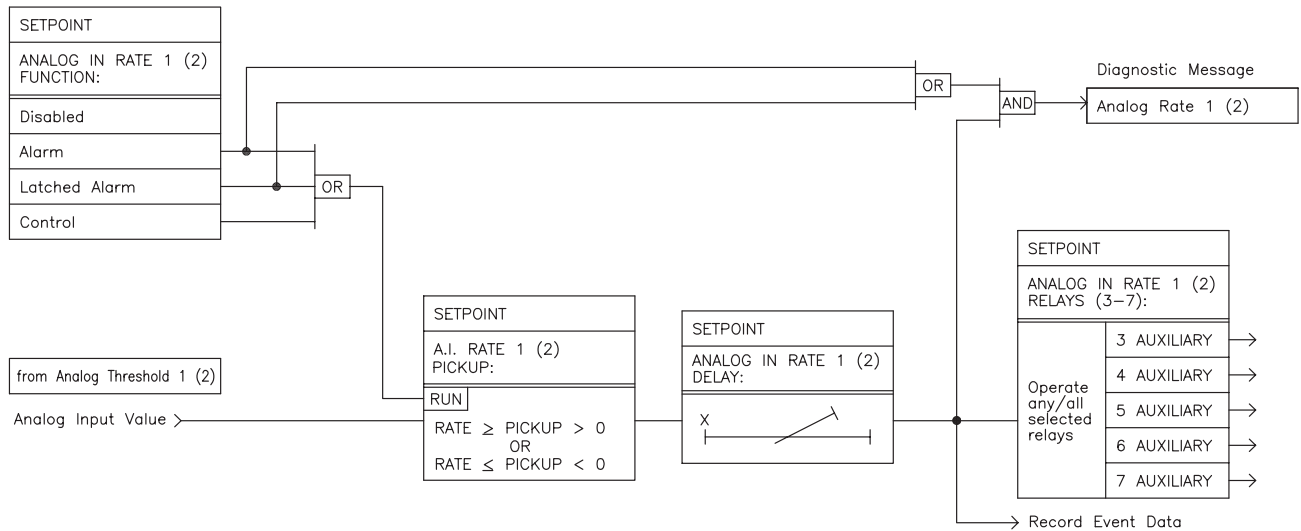 SETPOINT
ANALOG IN RATE 1 (2)
FUNCTION:
Disabled
Alarm
Latched Alarm
Control
OR
OR
AND
Diagnostic Message
Analog Rate 1 (2)
from Analog Threshold 1 (2)
Analog Input Value
SETPOINT
A.I. RATE 1 (2)
PICKUP:
RUN
RATE ≥ PICKUP > 0
OR
RATE ≤ PICKUP < 0
SETPOINT
ANALOG IN RATE 1 (2)
DELAY:
X
SETPOINT
ANALOG IN RATE 1 (2)
RELAYS (3-7):
Operate
any/all
selected
relays
3 AUXILIARY
4 AUXILIARY
5 AUXILIARY
6 AUXILIARY
7 AUXILIARY
Record Event Data